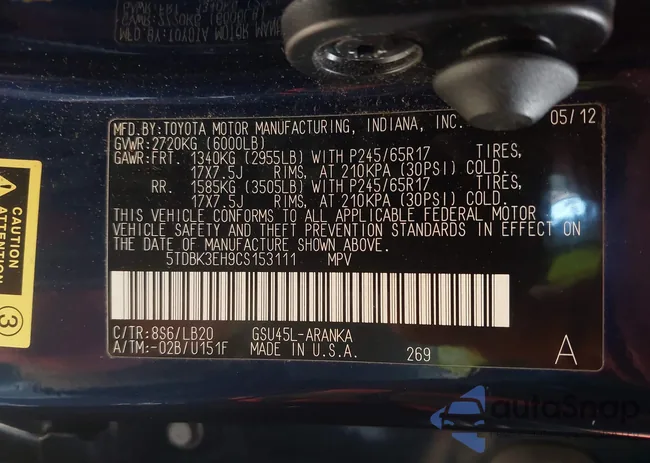 MFD.BY:TOYOTA MOTOR MANUFACTURING, INDIANA, INC. 05/12
GVWR:2720KG (6000LB)
GAWR:FRT. 1340KG (2955LB) WITH P245/65R17 TIRES,
17X7.5J RIMS, AT 210KPA (30PSI) COLD.
RR. 1585KG (3505LB) WITH P245/65R17 TIRES,
17X7.5J RIMS, AT 210KPA (30PSI) COLD.
THIS VEHICLE CONFORMS TO ALL APPLICABLE FEDERAL MOTOR
VEHICLE SAFETY AND THEFT PREVENTION STANDARDS IN EFFECT ON
THE DATE OF MANUFACTURE SHOWN ABOVE.
5TDBK3EH9CS153111 MPV
C/TR:8S6/LB20 GSU45L-ARANKA
A/TM:-02B/U151F MADE IN U.S.A. 269 A
CAUTION
ATTENTION
3
autoSnap